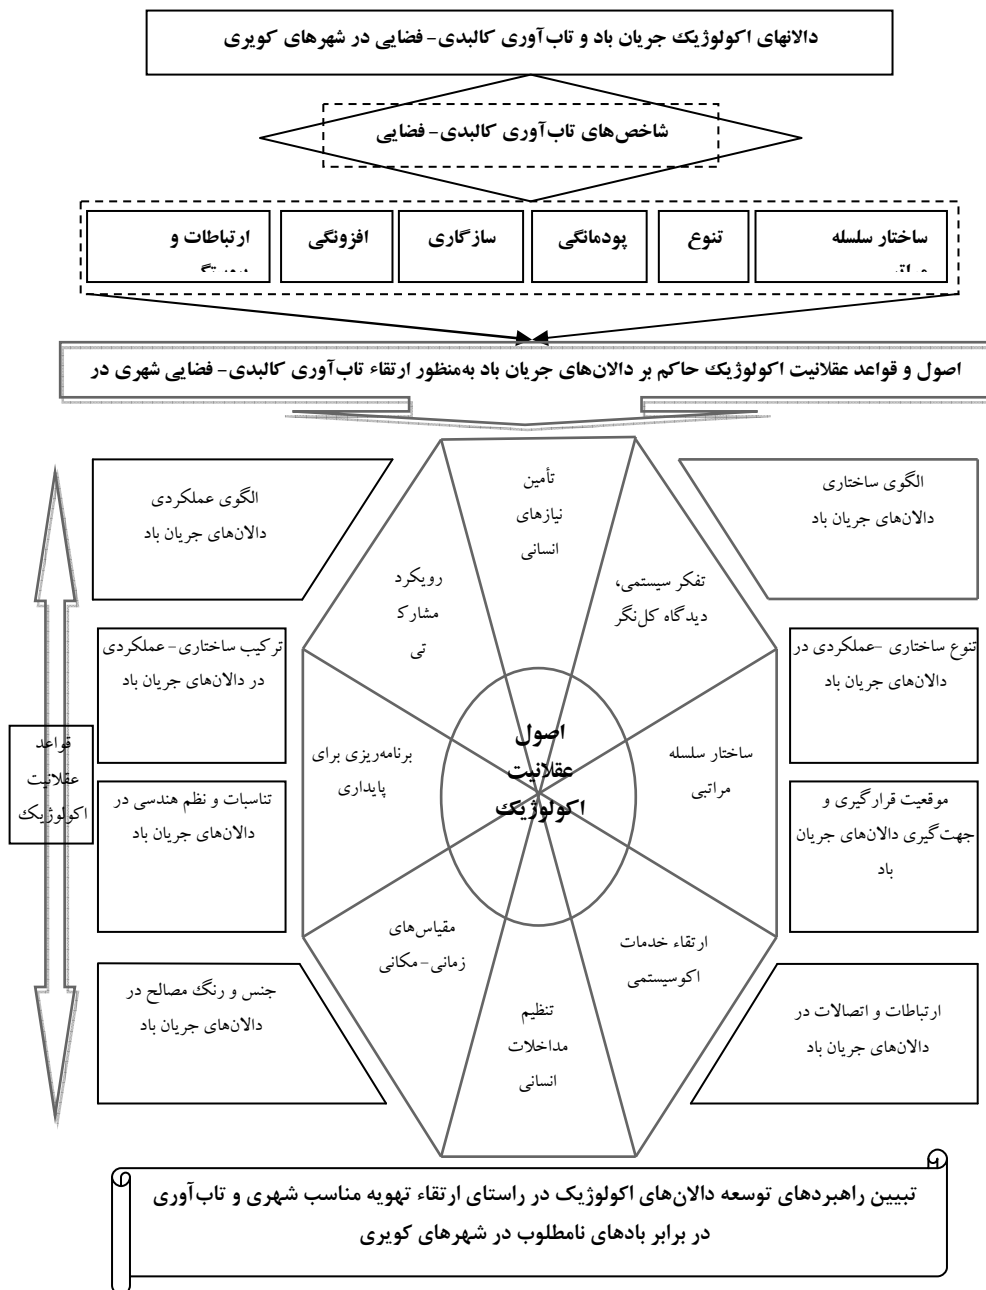 دالانهای اکولوژیک جریان باد و تاب‌آوری کالبدی- فضایی در شهرهای کویری
شاخص‌های تاب‌آوری کالبدی- فضایی
ساختار سلسله
تنوع
پودمانگی
سازگاری
افزونگی
ارتباطات و
اصول و قواعد عقلانیت اکولوژیک حاکم بر دالان‌های جریان باد به‌منظور ارتقاء تاب‌آوری کالبدی- فضایی شهری در
الگوی ساختاری
دالان‌های جریان باد
تنوع ساختاری -عملکردی در
دالان‌های جریان باد
موقعیت قرارگیری و
جهت‌گیری دالان‌های جریان
باد
ارتباطات و اتصالات در
دالان‌های جریان باد
تأمین
نیازهای
انسانی
تفکر سیستمی،
دیدگاه کل‌نگر
ساختار سلسله
مراتبی
ارتقاء خدمات
اکوسیستمی
تنظیم
مداخلات
انسانی
مقیاس‌های
زمانی-مکانی
برنامه‌ریزی برای
پایداری
رویکرد
مشارک
تی
اصول
عقلانیت
اکولوژیک
الگوی عملکردی
دالان‌های جریان باد
ترکیب ساختاری-عملکردی
در دالان‌های جریان باد
تناسبات و نظم هندسی در
دالان‌های جریان باد
جنس و رنگ مصالح در
دالان‌های جریان باد
قواعد
عقلانیت
اکولوژیک
تبیین راهبردهای توسعه دالان‌های اکولوژیک در راستای ارتقاء تهویه مناسب شهری و تاب‌آوری
در برابر بادهای نامطلوب در شهرهای کویری